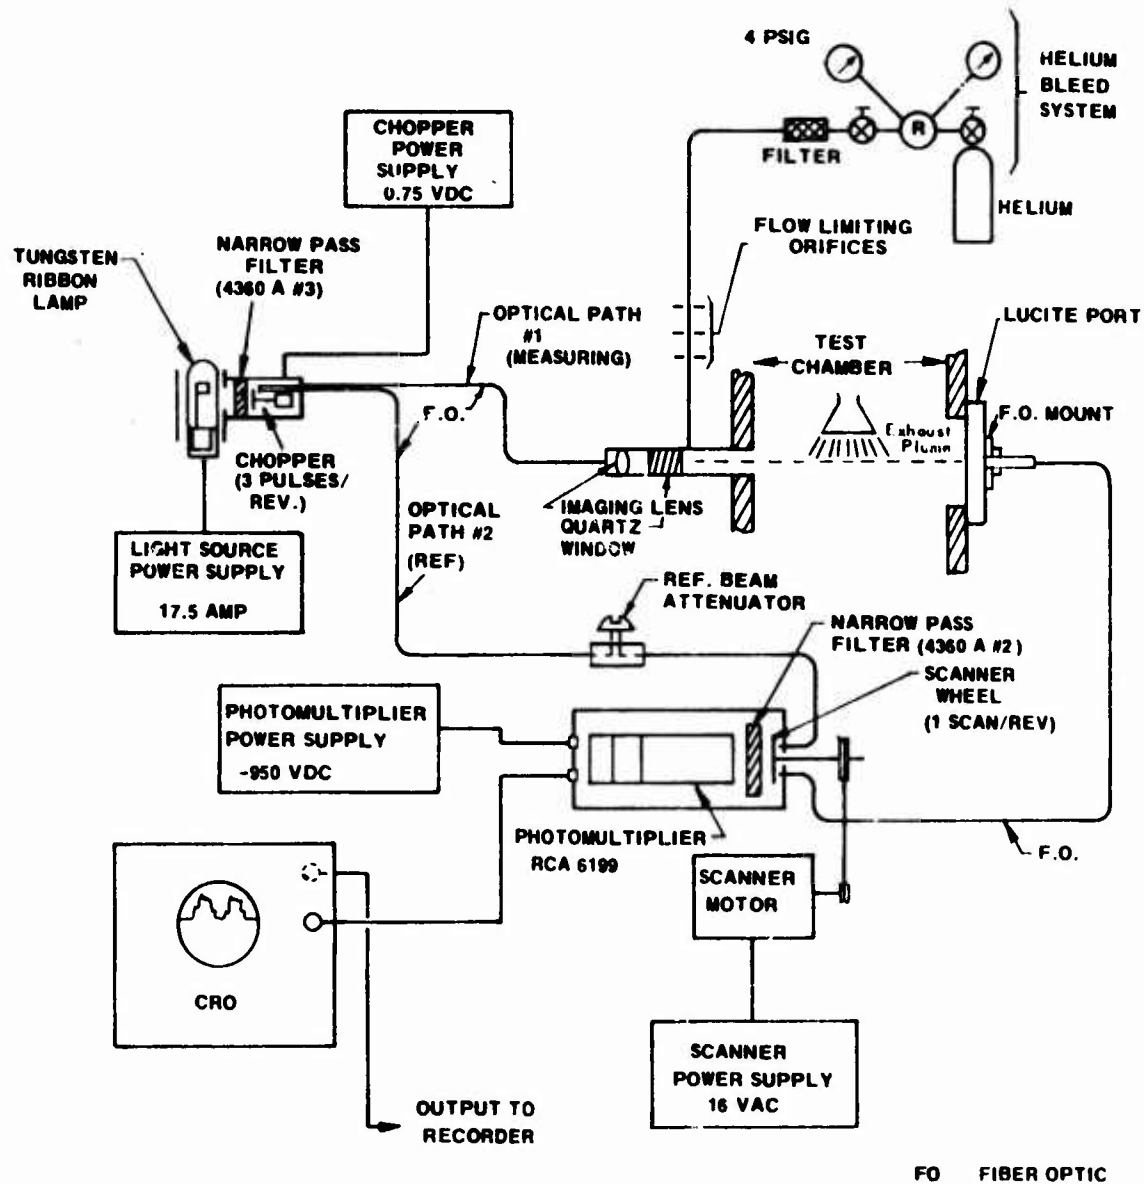 4 PSIG
HELIUM
BLEED
SYSTEM
R
FILTER
HELIUM
CHOPPER
POWER
SUPPLY
0.75 VDC
TUNGSTEN
RIBBON
LAMP
NARROW PASS
FILTER
(4360 A #3)
FLOW LIMITING
ORIFICES
OPTICAL PATH
#1
(MEASURING)
TEST
CHAMBER
LUCITE PORT
F.O. MOUNT
Exhaust
Plume
F.O.
CHOPPER
(3 PULSES/
REV.)
IMAGING LENS
QUARTZ
WINDOW
OPTICAL
PATH #2
(REF)
LIGHT SOURCE
POWER SUPPLY
17.5 AMP
REF. BEAM
ATTENUATOR
NARROW PASS
FILTER (4360 A #2)
SCANNER
WHEEL
(1 SCAN/REV)
PHOTOMULTIPLIER
POWER SUPPLY
-950 VDC
PHOTOMULTIPLIER
RCA 6199
F.O.
SCANNER
MOTOR
CRO
SCANNER
POWER SUPPLY
16 VAC
OUTPUT TO
RECORDER
FO FIBER OPTIC